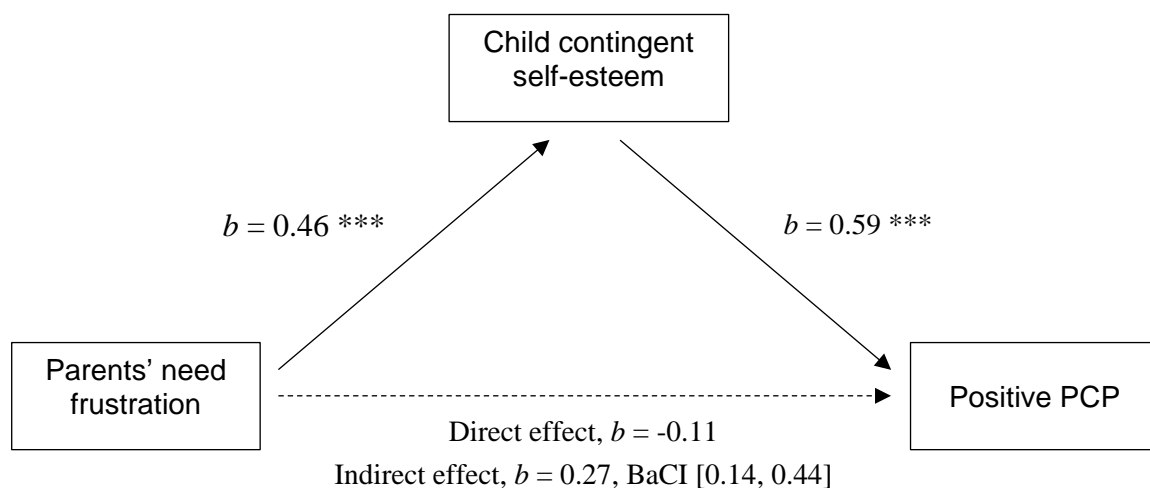 Child contingent
self-esteem
b = 0.46 ***
b = 0.59 ***
Parents’ need
frustration
Positive PCP
Direct effect, b = -0.11
Indirect effect, b = 0.27, BaCI [0.14, 0.44]